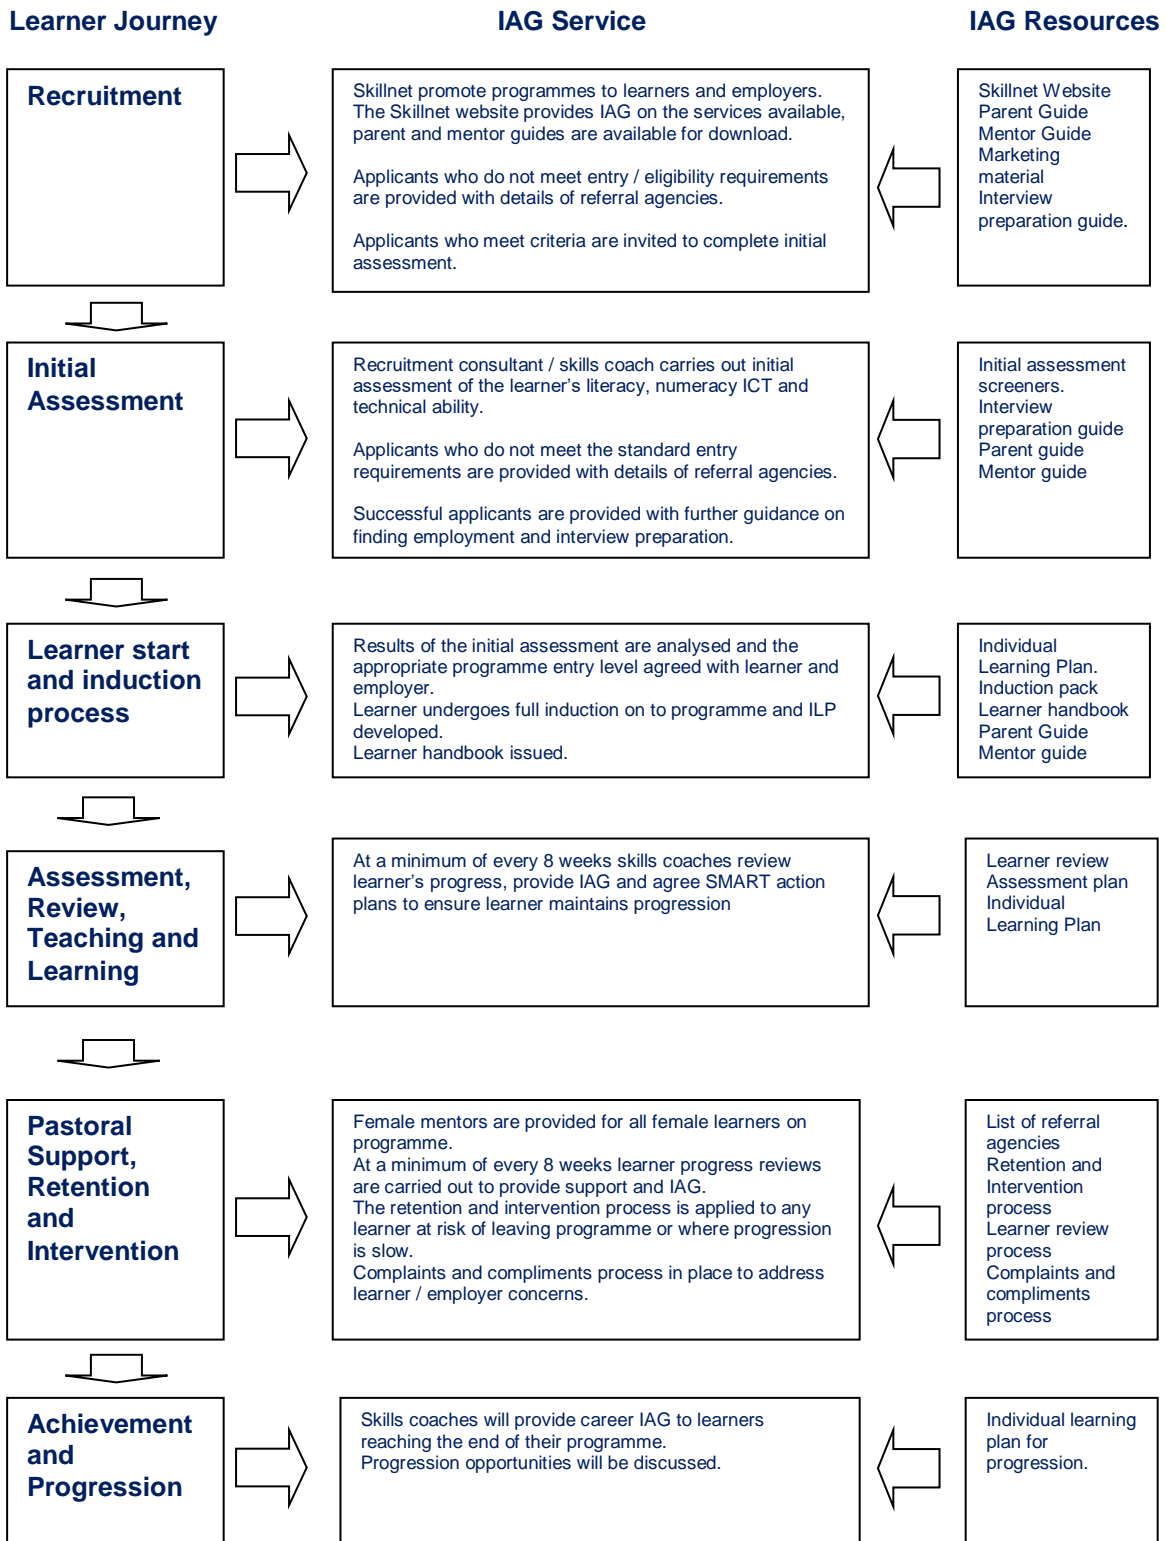 Learner Journey
IAG Service
IAG Resources
Recruitment
Skillnet promote programmes to learners and employers.
The Skillnet website provides IAG on the services available,
parent and mentor guides are available for download.
Applicants who do not meet entry / eligibility requirements
are provided with details of referral agencies.
Applicants who meet criteria are invited to complete initial
assessment.
Skillnet Website
Parent Guide
Mentor Guide
Marketing
material
Interview
preparation guide.
Initial
Assessment
Recruitment consultant / skills coach carries out initial
assessment of the learner's literacy, numeracy ICT and
technical ability.
Applicants who do not meet the standard entry
requirements are provided with details of referral agencies.
Successful applicants are provided with further guidance on
finding employment and interview preparation.
Initial assessment
screeners.
Interview
preparation guide
Parent guide
Mentor guide
Learner start
and induction
process
Results of the initial assessment are analysed and the
appropriate programme entry level agreed with learner and
employer.
Learner undergoes full induction on to programme and ILP
developed.
Learner handbook issued.
Individual
Learning Plan.
Induction pack
Learner handbook
Parent Guide
Mentor guide
Assessment,
Review,
Teaching and
Learning
At a minimum of every 8 weeks skills coaches review
learner's progress, provide IAG and agree SMART action
plans to ensure learner maintains progression
Learner review
Assessment plan
Individual
Learning Plan
Pastoral
Support,
Retention
and
Intervention
Female mentors are provided for all female learners on
programme.
At a minimum of every 8 weeks learner progress reviews
are carried out to provide support and IAG.
The retention and intervention process is applied to any
learner at risk of leaving programme or where progression
is slow.
Complaints and compliments process in place to address
learner / employer concerns.
List of referral
agencies
Retention and
Intervention
process
Learner review
process
Complaints and
compliments
process
Achievement
and
Progression
Skills coaches will provide career IAG to learners
reaching the end of their programme.
Progression opportunities will be discussed.
Individual learning
plan for
progression.